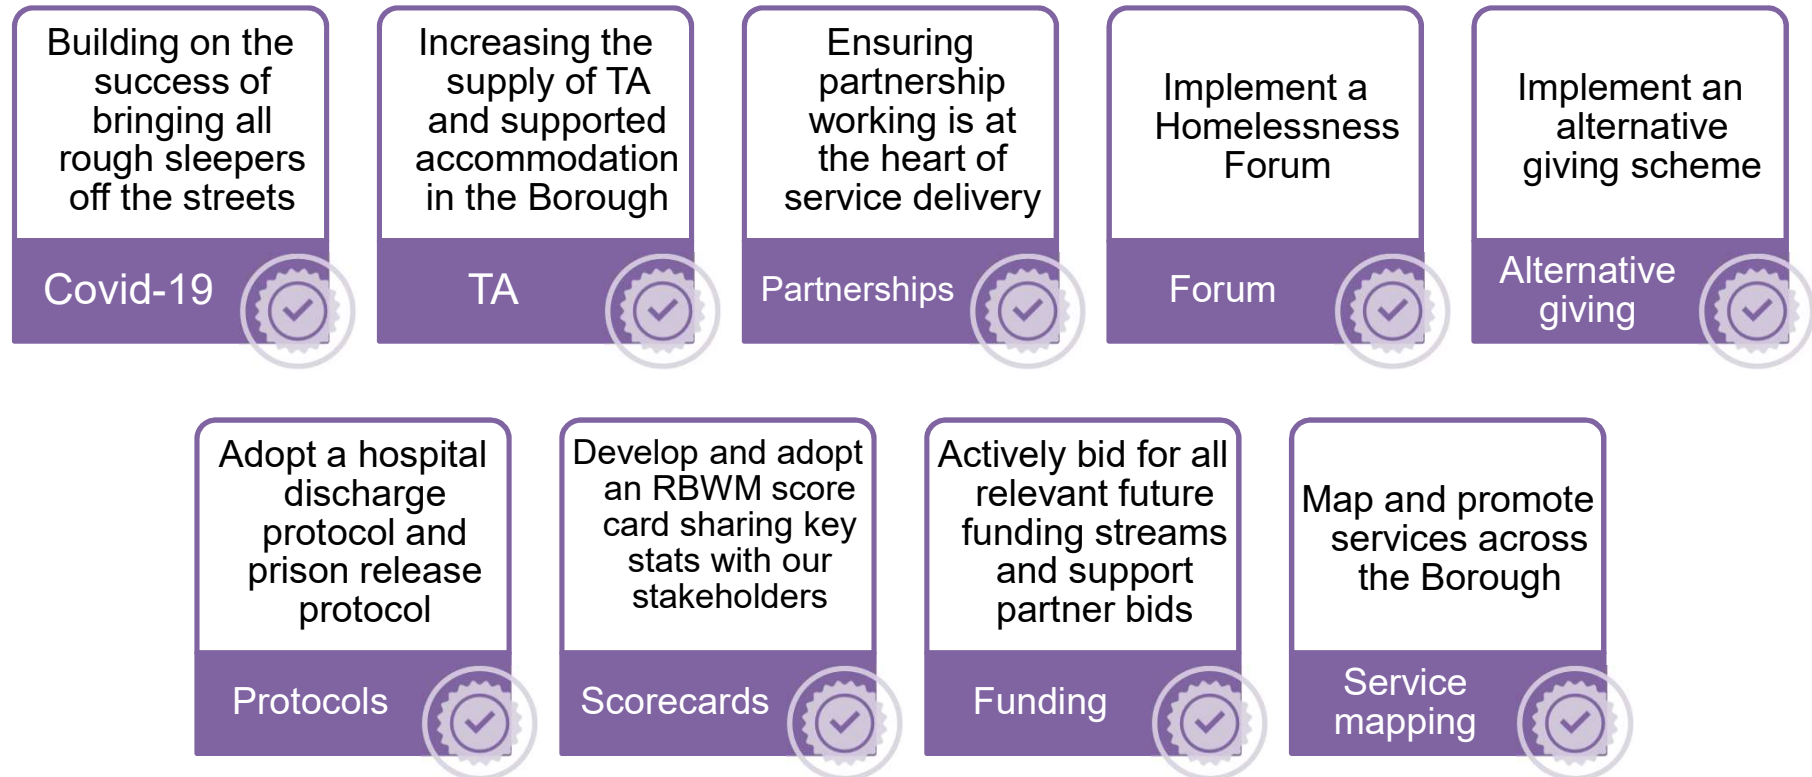 Building on the
success of
bringing all
rough sleepers
off the streets
Covid-19
Increasing the
supply of TA
and supported
accommodation
in the Borough
TA
Ensuring
partnership
working is at
the heart of
service delivery
Partnerships
Implement a
Homelessness
Forum
Forum
Implement an
alternative
giving scheme
Alternative
giving
Adopt a hospital
discharge
protocol and
prison release
protocol
Protocols
Develop and adopt
an RBWM score
card sharing key
stats with our
stakeholders
Scorecards
Actively bid for all
relevant future
funding streams
and support
partner bids
Funding
Map and promote
services across
the Borough
Service
mapping